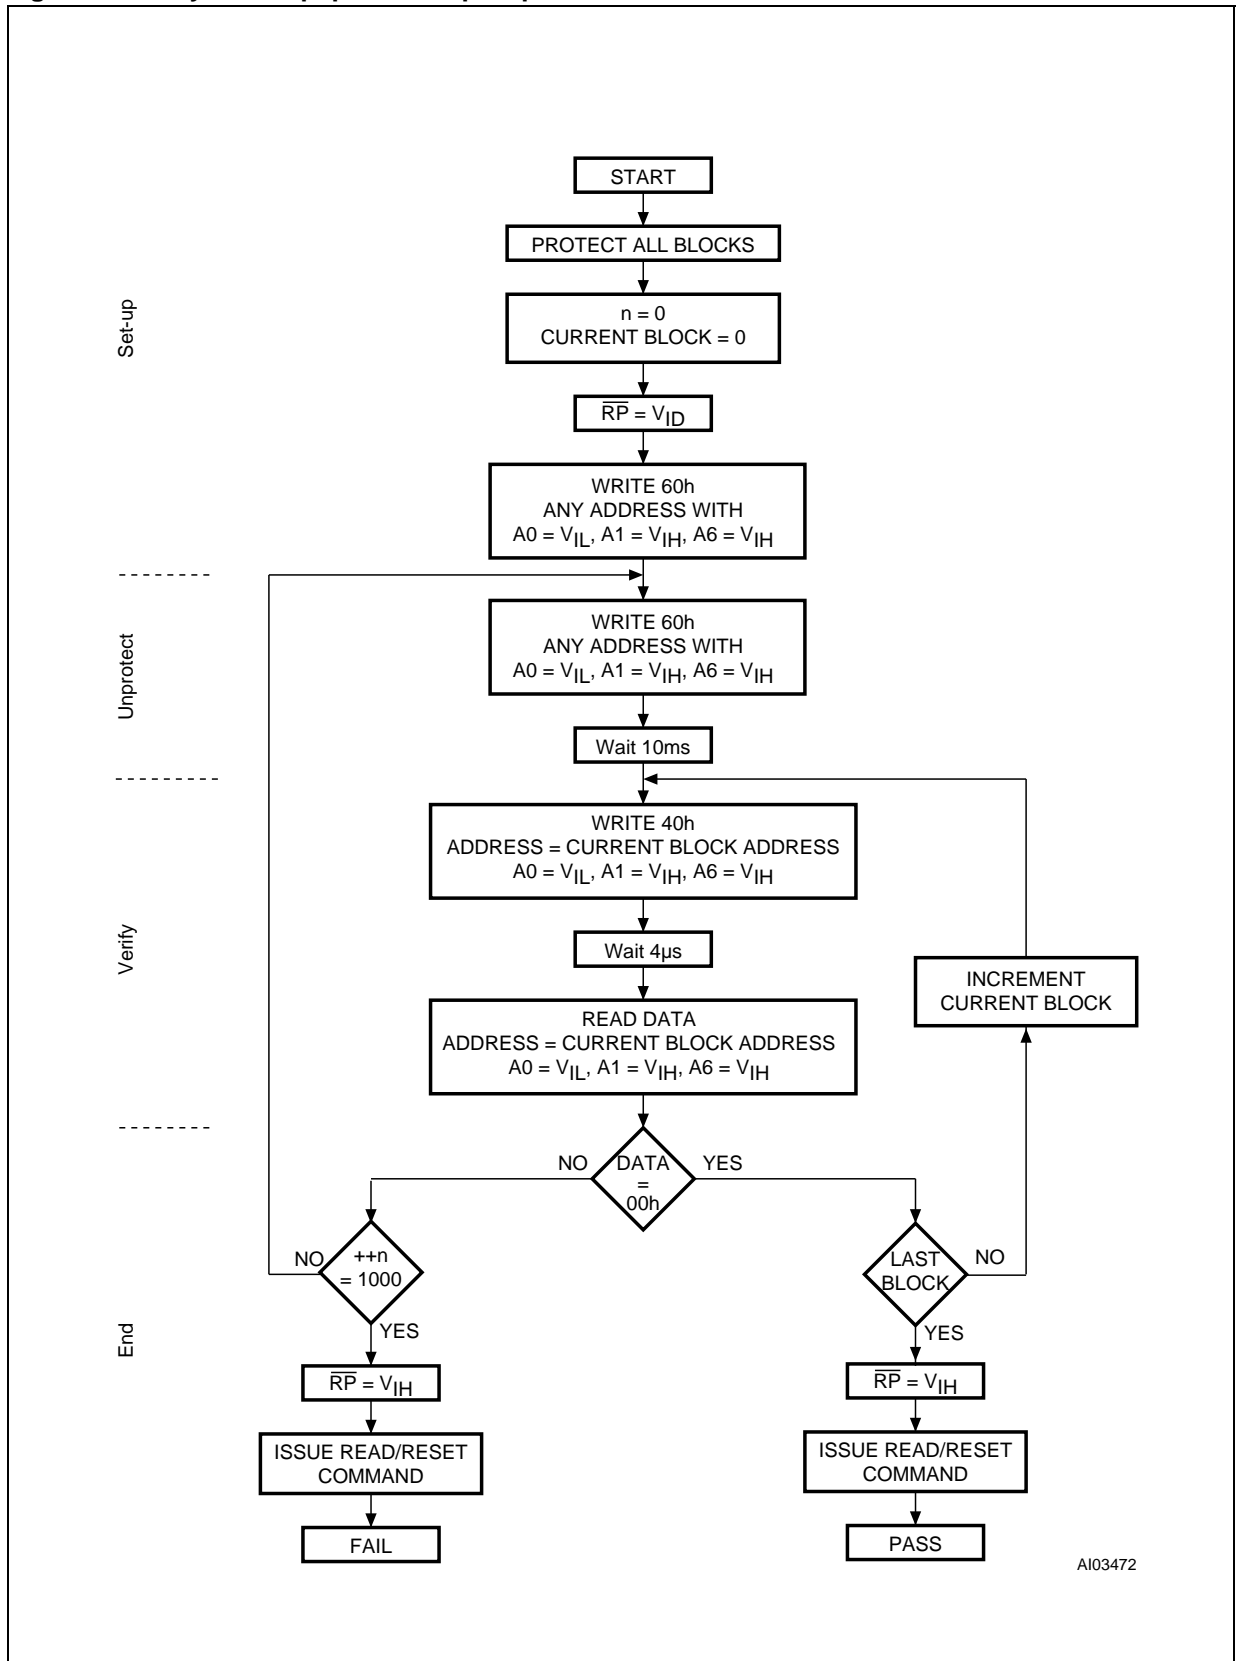 START
PROTECT ALL BLOCKS
n = 0
CURRENT BLOCK = 0
Set-up
RP = VID
WRITE 60h
ANY ADDRESS WITH
A0 = VIL, A1 = VIH, A6 = VIH
Unprotect
WRITE 60h
ANY ADDRESS WITH
A0 = VIL, A1 = VIH, A6 = VIH
Wait 10ms
Verify
WRITE 40h
ADDRESS = CURRENT BLOCK ADDRESS
A0 = VIL, A1 = VIH, A6 = VIH
Wait 4µs
INCREMENT
CURRENT BLOCK
READ DATA
ADDRESS = CURRENT BLOCK ADDRESS
A0 = VIL, A1 = VIH, A6 = VIH
NO
DATA
=
00h
YES
End
NO
++n
= 1000
YES
LAST
BLOCK
NO
YES
RP = VIH
RP = VIH
ISSUE READ/RESET
COMMAND
ISSUE READ/RESET
COMMAND
FAIL
PASS
AI03472